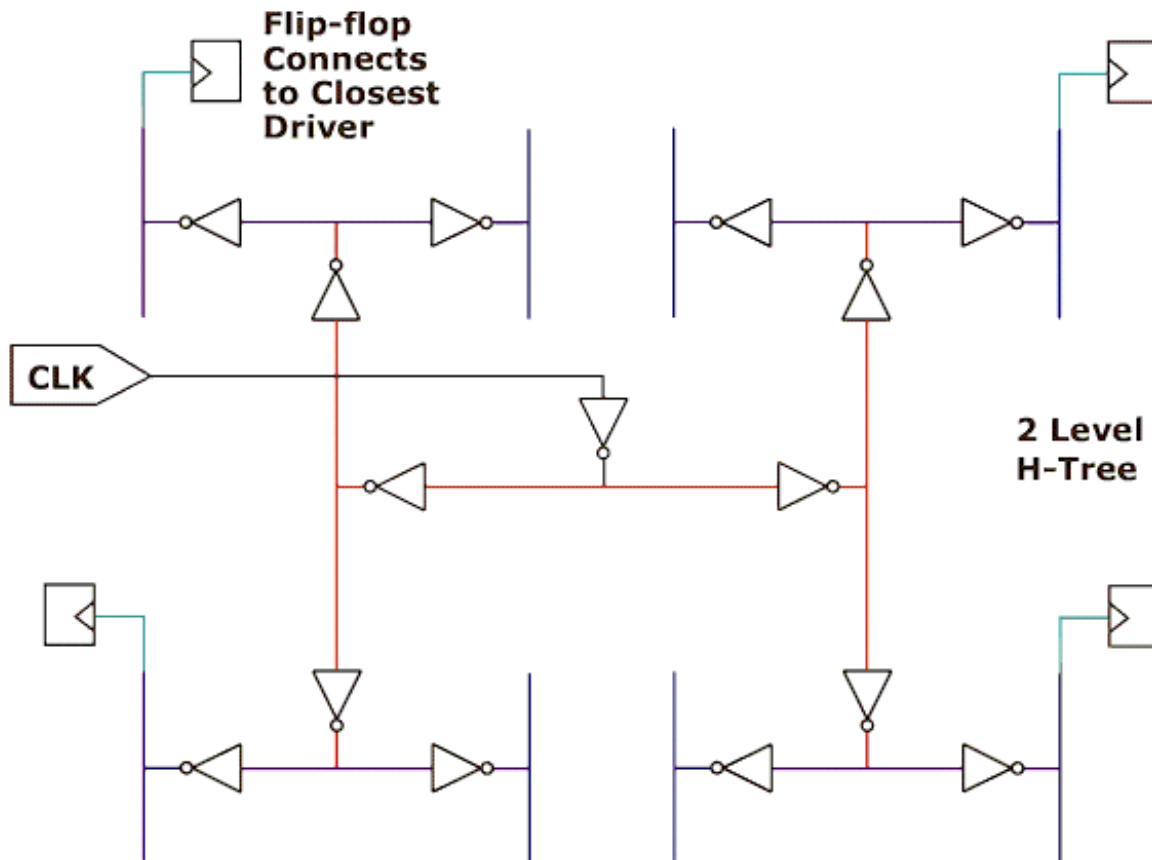 Flip-flop
Connects
to Closest
Driver
CLK
2 Level
H-Tree